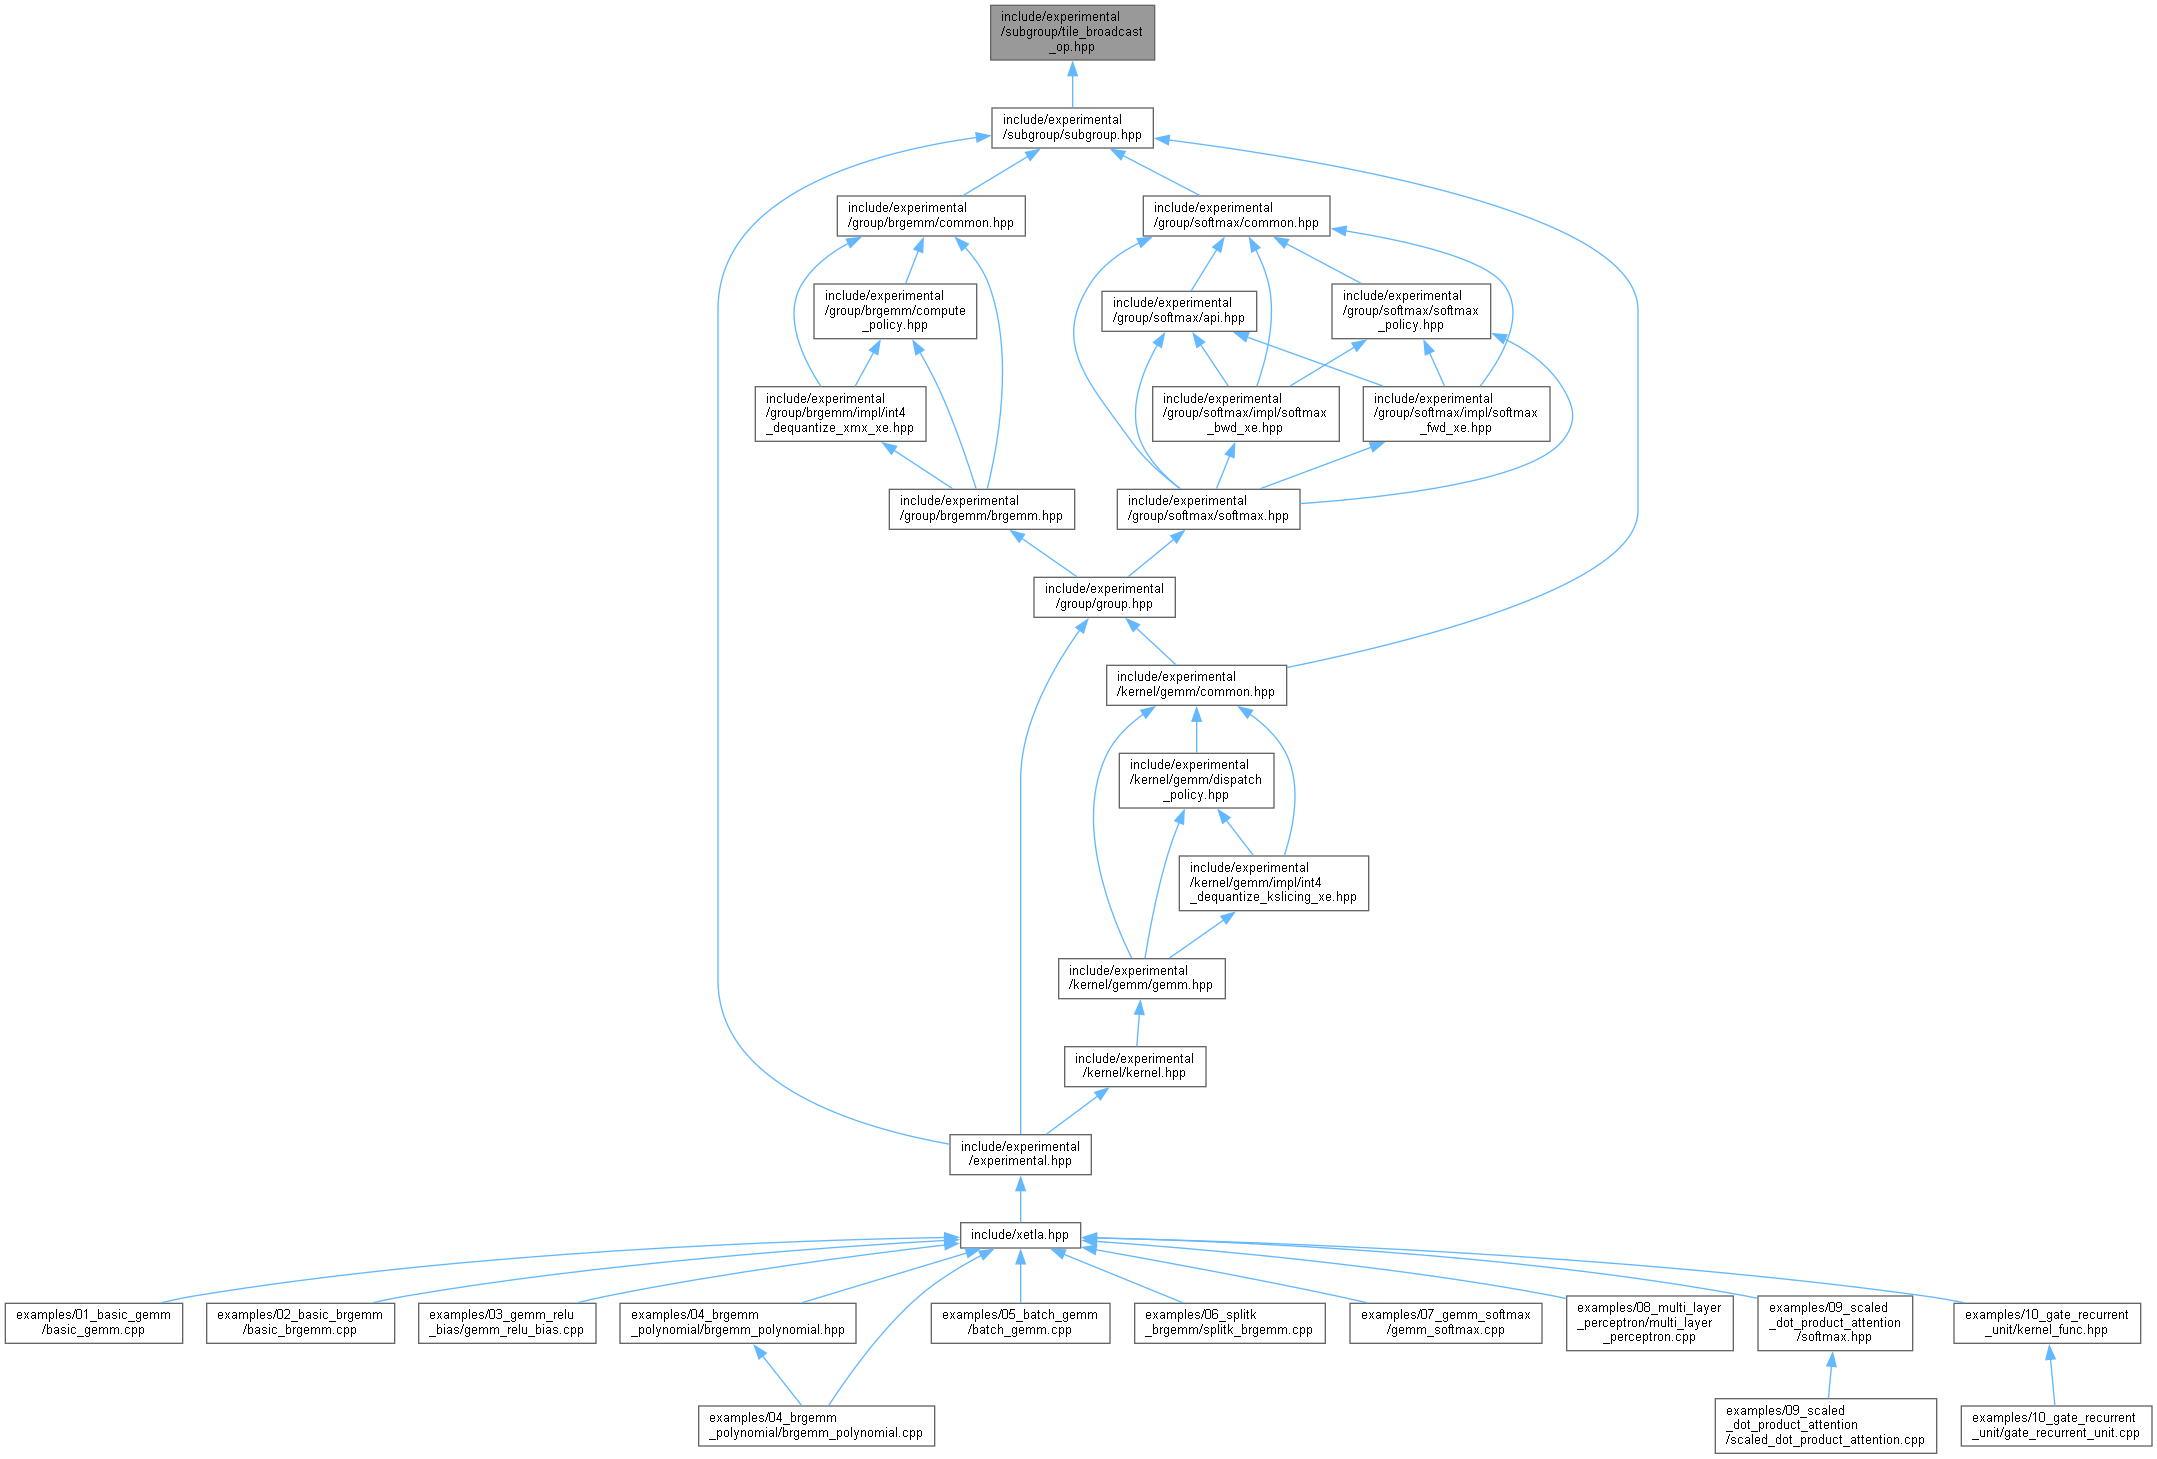 include/experimental
/subgroup/tile_broadcast
_op.hpp
include/experimental
/subgroup/subgroup.hpp
include/experimental
/group/brgemm/common.hpp
include/experimental
/group/softmax/common.hpp
include/experimental
/group/brgemm/compute
_policy.hpp
include/experimental
/group/softmax/api.hpp
include/experimental
/group/softmax/softmax
_policy.hpp
include/experimental
/group/brgemm/impl/int4
_dequantize_xmx_xe.hpp
include/experimental
/group/softmax/impl/softmax
_bwd_xe.hpp
include/experimental
/group/softmax/impl/softmax
_fwd_xe.hpp
include/experimental
/group/brgemm/brgemm.hpp
include/experimental
/group/softmax/softmax.hpp
include/experimental
/group/group.hpp
include/experimental
/kernel/gemm/common.hpp
include/experimental
/kernel/gemm/dispatch
_policy.hpp
include/experimental
/kernel/gemm/impl/int4
_dequantize_kslicing_xe.hpp
include/experimental
/kernel/gemm/gemm.hpp
include/experimental
/kernel/kernel.hpp
include/experimental
/experimental.hpp
include/xetla.hpp
examples/01_basic_gemm
/basic_gemm.cpp
examples/02_basic_brgemm
/basic_brgemm.cpp
examples/03_gemm_relu
_bias/gemm_relu_bias.cpp
examples/04_brgemm
_polynomial/brgemm_polynomial.hpp
examples/05_batch_gemm
/batch_gemm.cpp
examples/06_splitk
_brgemm/splitk_brgemm.cpp
examples/07_gemm_softmax
/gemm_softmax.cpp
examples/08_multi_layer
_perceptron/multi_layer
_perceptron.cpp
examples/09_scaled
_dot_product_attention
/softmax.hpp
examples/10_gate_recurrent
_unit/kernel_func.hpp
examples/04_brgemm
_polynomial/brgemm_polynomial.cpp
examples/09_scaled
_dot_product_attention
/scaled_dot_product_attention.cpp
examples/10_gate_recurrent
_unit/gate_recurrent_unit.cpp